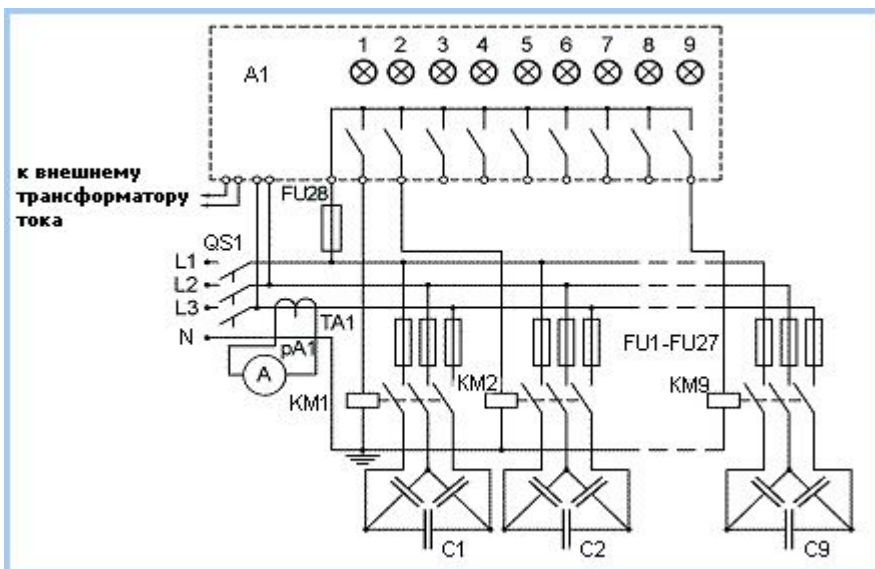 1 2 3 4 5 6 7 8 9
A1
к внешнему
трансформатору
тока
FU28
QS1
L1
L2
L3
N
TA1
pA1
A
FU1-FU27
KM1
KM2
KM9
C1
C2
C9